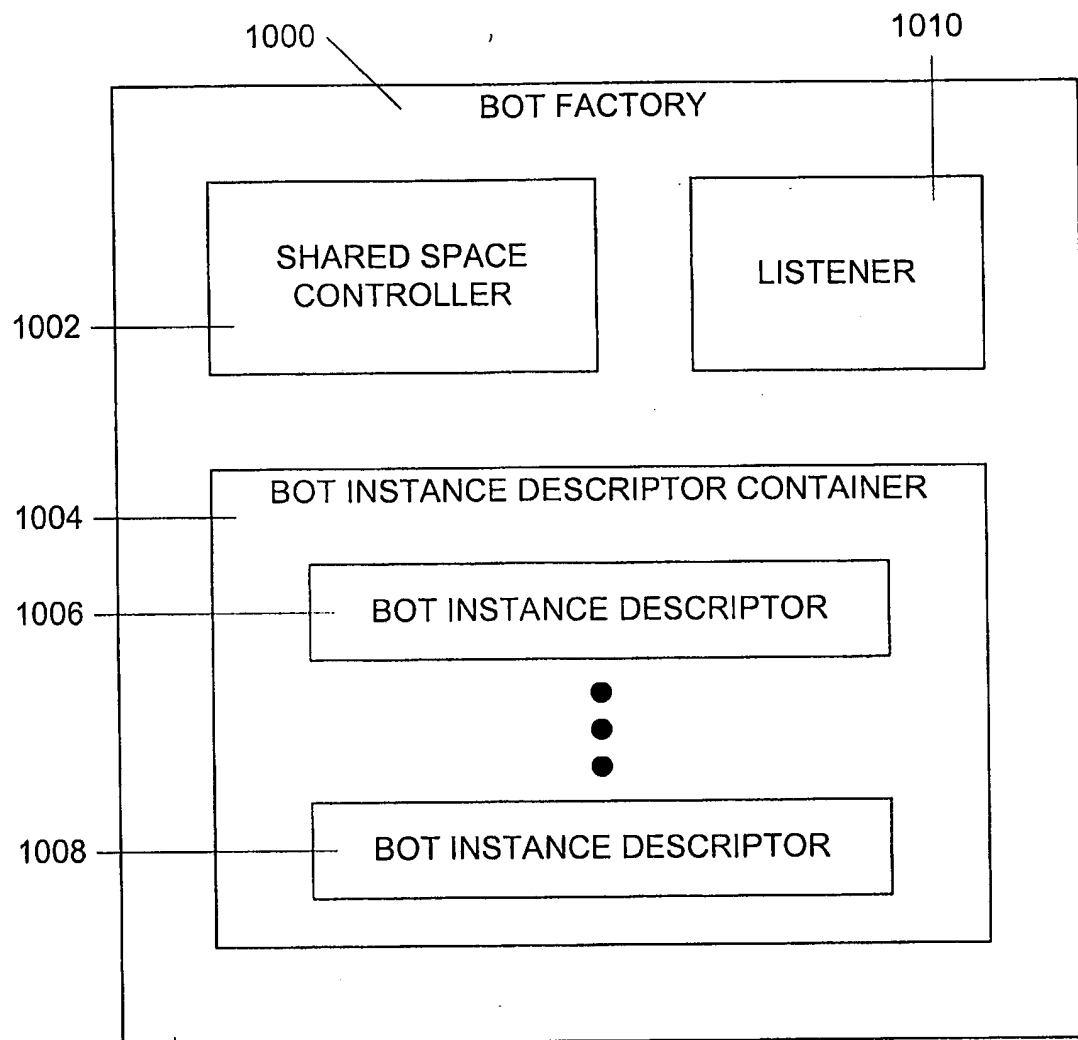 1000
1010
BOT FACTORY
SHARED SPACE
CONTROLLER
LISTENER
1002
BOT INSTANCE DESCRIPTOR CONTAINER
1004
BOT INSTANCE DESCRIPTOR
1006
BOT INSTANCE DESCRIPTOR
1008